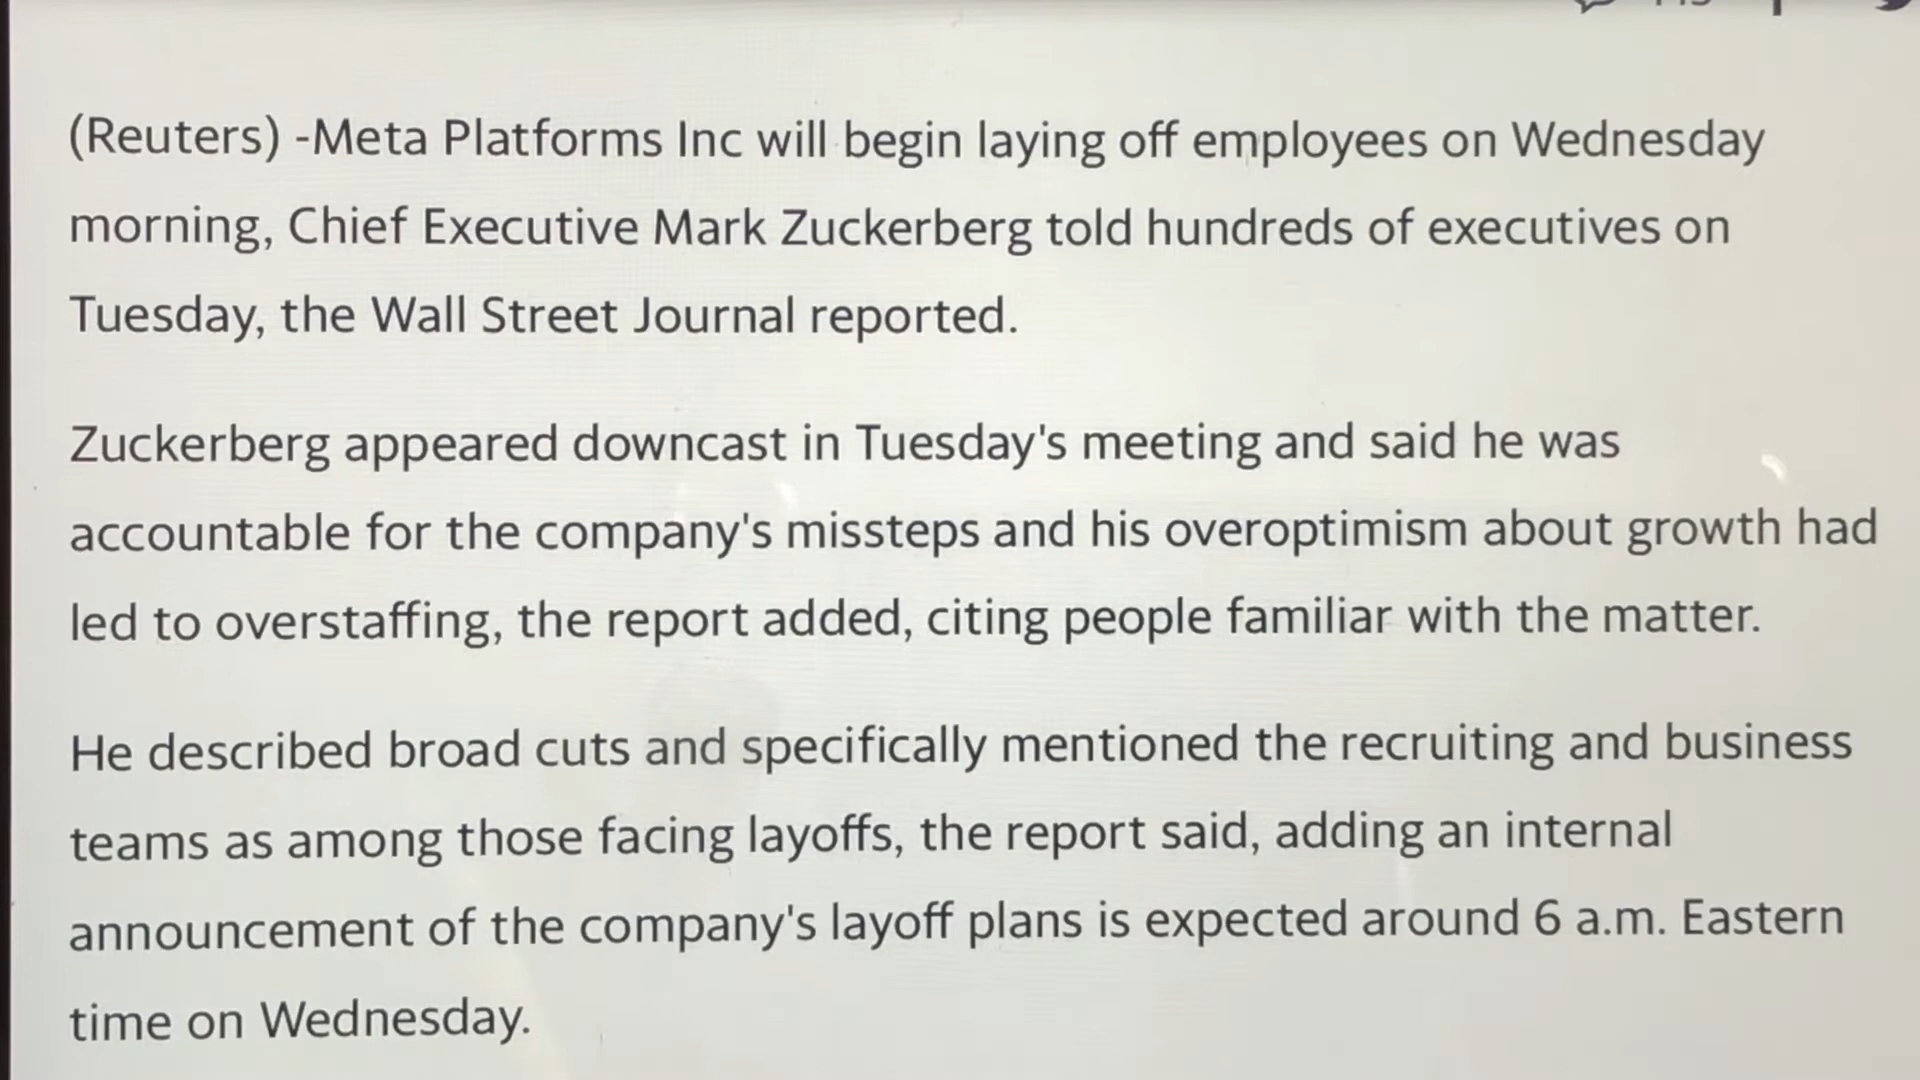 (Reuters) -Meta Platforms Inc will begin laying off employees on Wednesday
morning, Chief Executive Mark Zuckerberg told hundreds of executives on
Tuesday, the Wall Street Journal reported.
Zuckerberg appeared downcast in Tuesday's meeting and said he was
accountable for the company's missteps and his overoptimism about growth had
led to overstaffing, the report added, citing people familiar with the matter.
He described broad cuts and specifically mentioned the recruiting and business
teams as among those facing layoffs, the report said, adding an internal
announcement of the company's layoff plans is expected around 6 a.m. Eastern
time on Wednesday.